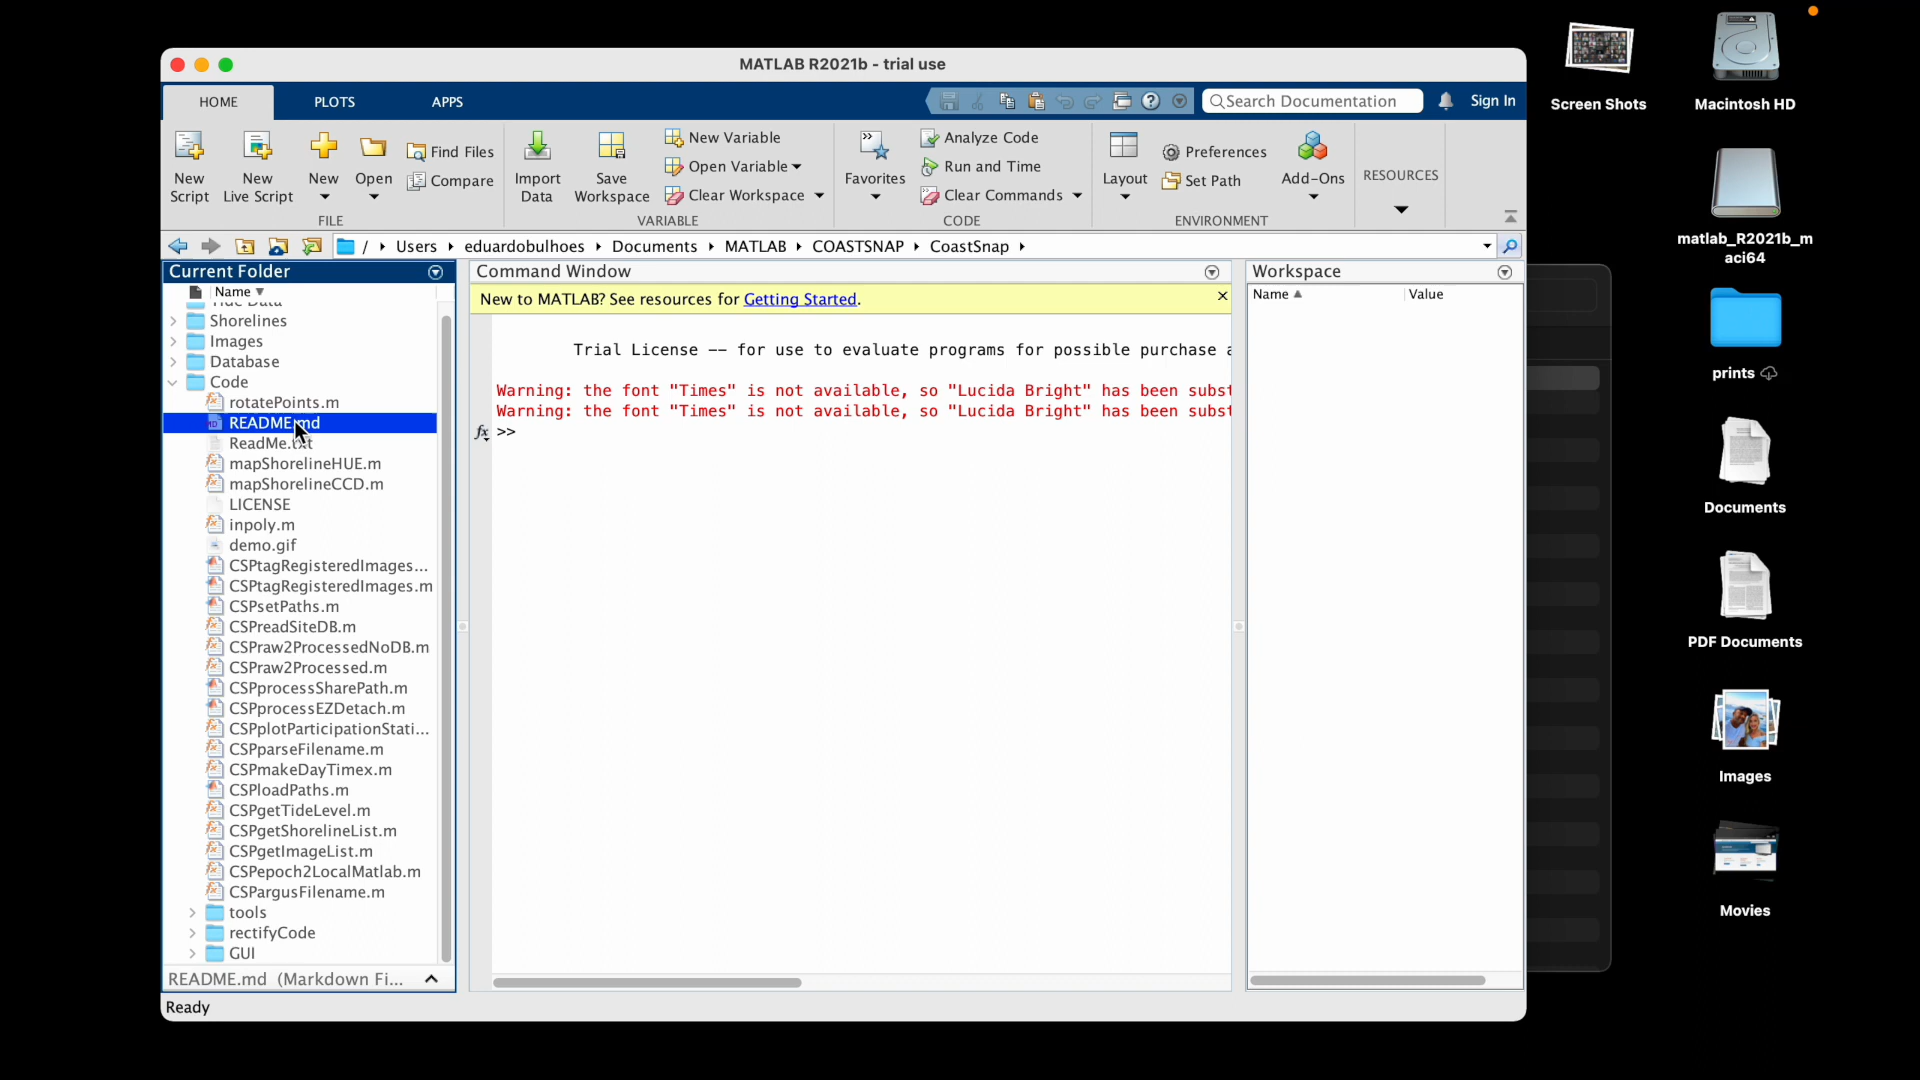 MATLAB R2021b - trial use
HOME PLOTS APPS
Search Documentation
Sign In
New Script
New Live Script
New
Open
Find Files
Compare
FILE
Import Data
Save Workspace
New Variable
Open Variable
Clear Workspace
VARIABLE
Favorites
Analyze Code
Run and Time
Clear Commands
CODE
Layout
Preferences
Set Path
Add-Ons
ENVIRONMENT
RESOURCES
/ Users eduardobulhoes Documents MATLAB COASTSNAP CoastSnap
Current Folder
Name
Tide Data
Shorelines
Images
Database
Code
rotatePoints.m
README.md
ReadMe.txt
mapShorelineHUE.m
mapShorelineCCD.m
LICENSE
inpoly.m
demo.gif
CSPtagRegisteredImages...
CSPtagRegisteredImages.m
CSPsetPaths.m
CSPreadSiteDB.m
CSPraw2ProcessedNoDB.m
CSPraw2Processed.m
CSPprocessSharePath.m
CSPprocessEZDetach.m
CSPplotParticipationStati...
CSPparseFilename.m
CSPmakeDayTimex.m
CSPloadPaths.m
CSPgetTideLevel.m
CSPgetShorelineList.m
CSPgetImageList.m
CSPepoch2LocalMatlab.m
CSPargusFilename.m
tools
rectifyCode
GUI
README.md (Markdown Fi...
Ready
Command Window
New to MATLAB? See resources for Getting Started.
Trial License -- for use to evaluate programs for possible purchase
Warning: the font "Times" is not available, so "Lucida Bright" has been subst
Warning: the font "Times" is not available, so "Lucida Bright" has been subst
fx >>
Workspace
Name Value
Screen Shots
Macintosh HD
matlab_R2021b_m
aci64
prints
Documents
PDF Documents
Images
Movies